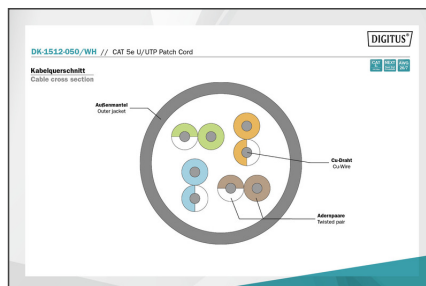 DIGITUS®
DK-1512-050/WH // CAT 5e U/UTP Patch Cord
Kabelquerschnitt
Cable cross section
Außenmantel
Outer jacket
Cu-Draht
Cu-Wire
Aderpaare
Twisted pair